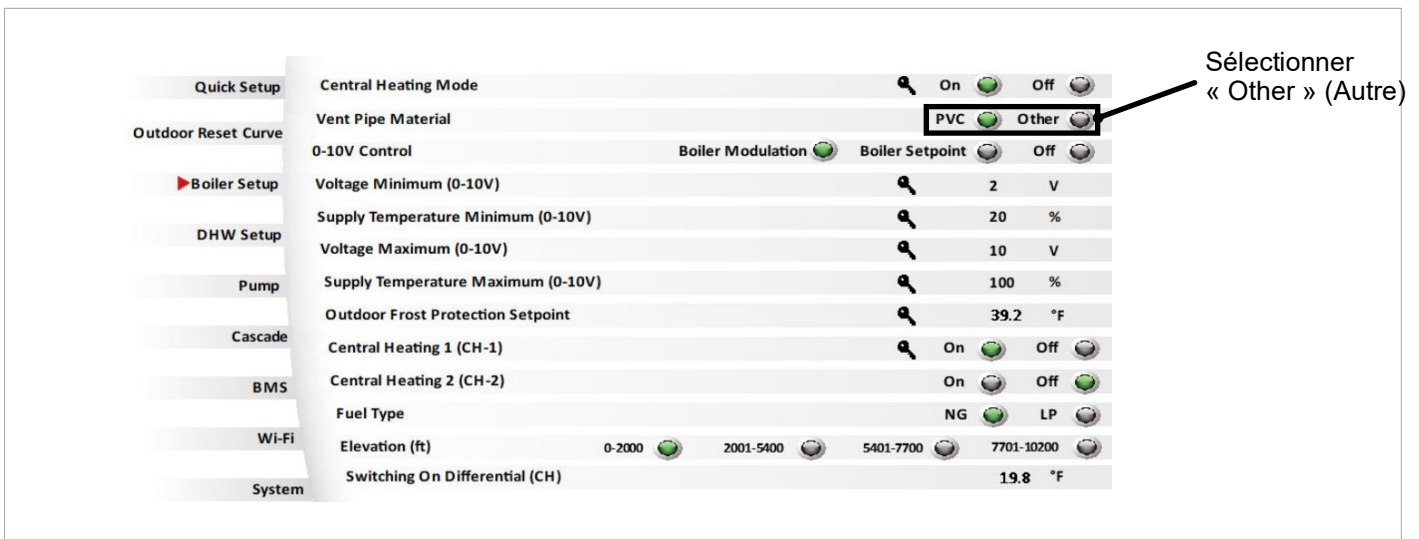 Sélectionner
« Other » (Autre)
Quick Setup
Outdoor Reset Curve
Boiler Setup
DHW Setup
Pump
Cascade
BMS
Wi-Fi
System
Central Heating Mode On Off
Vent Pipe Material PVC Other
0-10V Control Boiler Modulation Boiler Setpoint Off
Voltage Minimum (0-10V) 2 V
Supply Temperature Minimum (0-10V) 20 %
Voltage Maximum (0-10V) 10 V
Supply Temperature Maximum (0-10V) 100 %
Outdoor Frost Protection Setpoint 39.2 °F
Central Heating 1 (CH-1) On Off
Central Heating 2 (CH-2) On Off
Fuel Type NG LP
Elevation (ft) 0-2000 2001-5400 5401-7700 7701-10200
Switching On Differential (CH) 19.8 °F